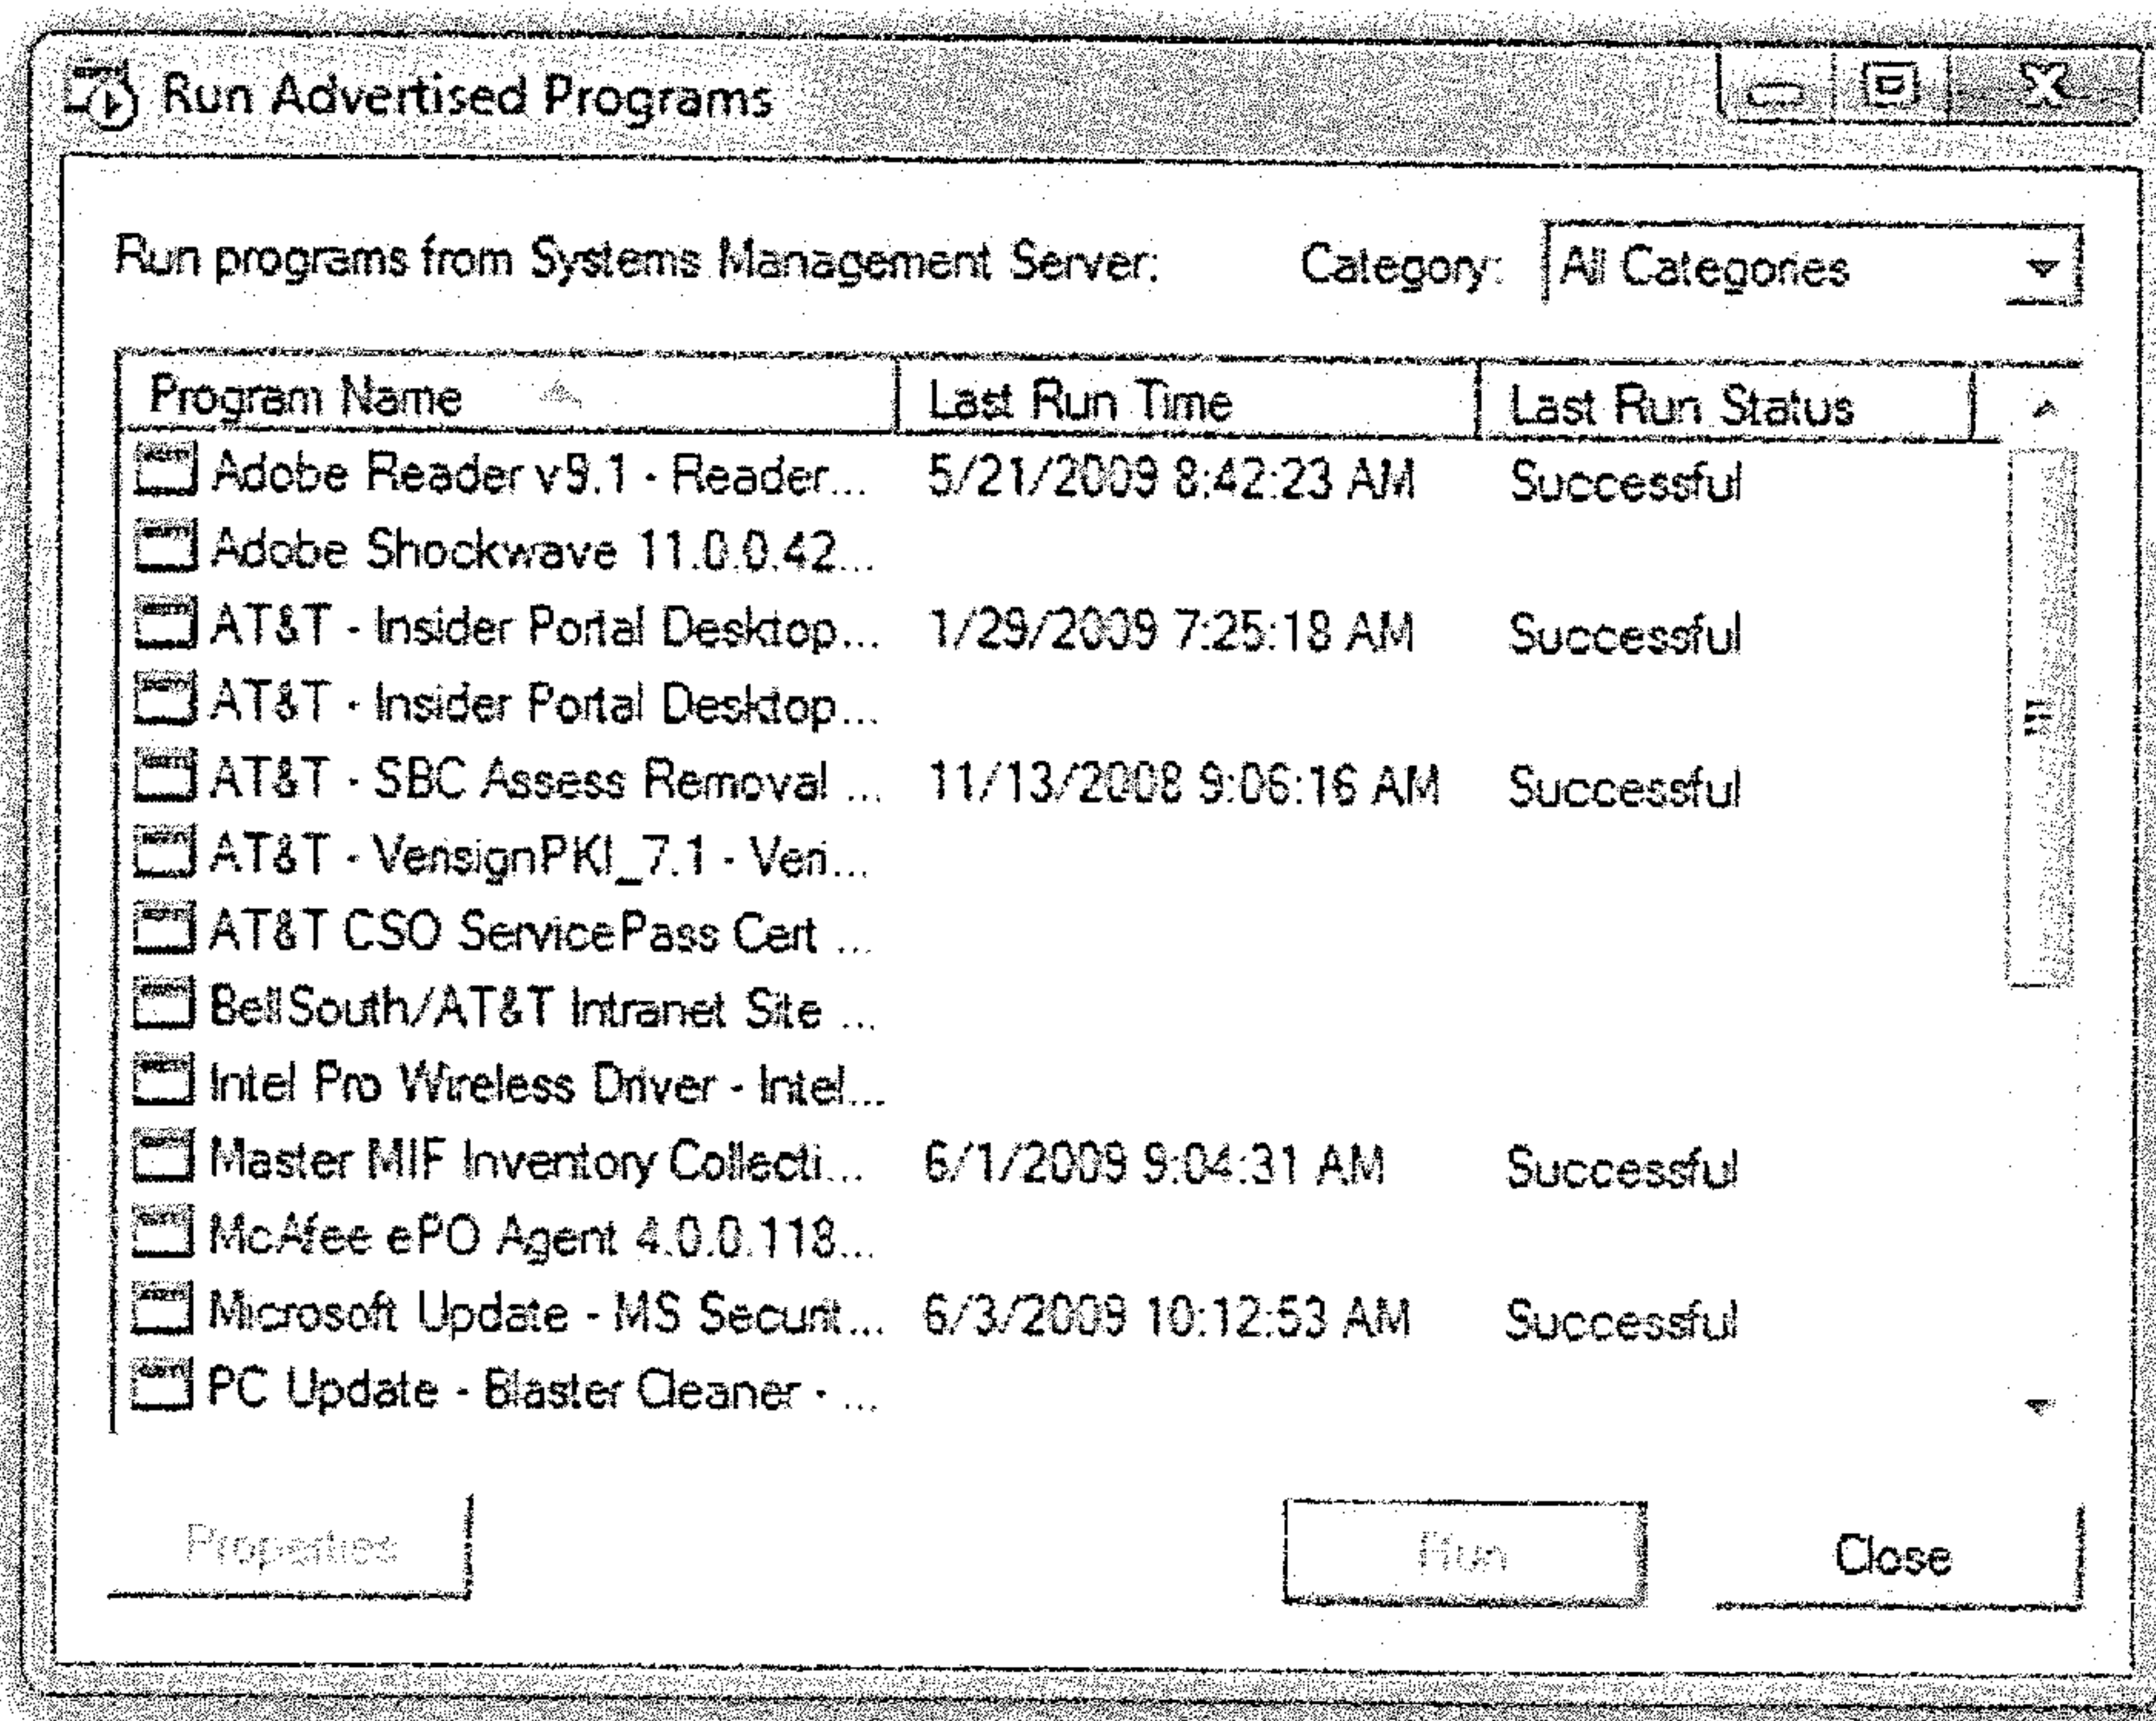 Run Advertised Programs
Run programs from Systems Management Server: Category: All Categories
Program Name Last Run Time Last Run Status
Adobe Reader v9.1 - Reader... 5/21/2009 8:42:23 AM Successful
Adobe Shockwave 11.0.0.42...
AT&T - Insider Portal Desktop... 1/29/2009 7:25:18 AM Successful
AT&T - Insider Portal Desktop...
AT&T - SBC Assess Removal ... 11/13/2008 9:06:16 AM Successful
AT&T - VerisignPKI_7.1 - Veri...
AT&T CSO ServicePass Cert ...
BellSouth/AT&T Intranet Site ...
Intel Pro Wireless Driver - Intel...
Master MIF Inventory Collecti... 6/1/2009 9:04:31 AM Successful
McAfee ePO Agent 4.0.0.118...
Microsoft Update - MS Securit... 6/3/2009 10:12:53 AM Successful
PC Update - Blaster Cleaner - ...
Properties Run Close